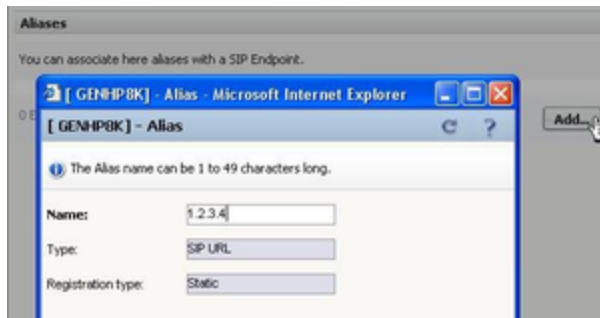 Aliases
You can associate here aliases with a SIP Endpoint.
[ GENHP8K] - Alias - Microsoft Internet Explorer
0 E
[ GENHP8K] - Alias
Add...
The Alias name can be 1 to 49 characters long.
Name: 1.2.3.4
Type: SIP URL
Registration type: Static